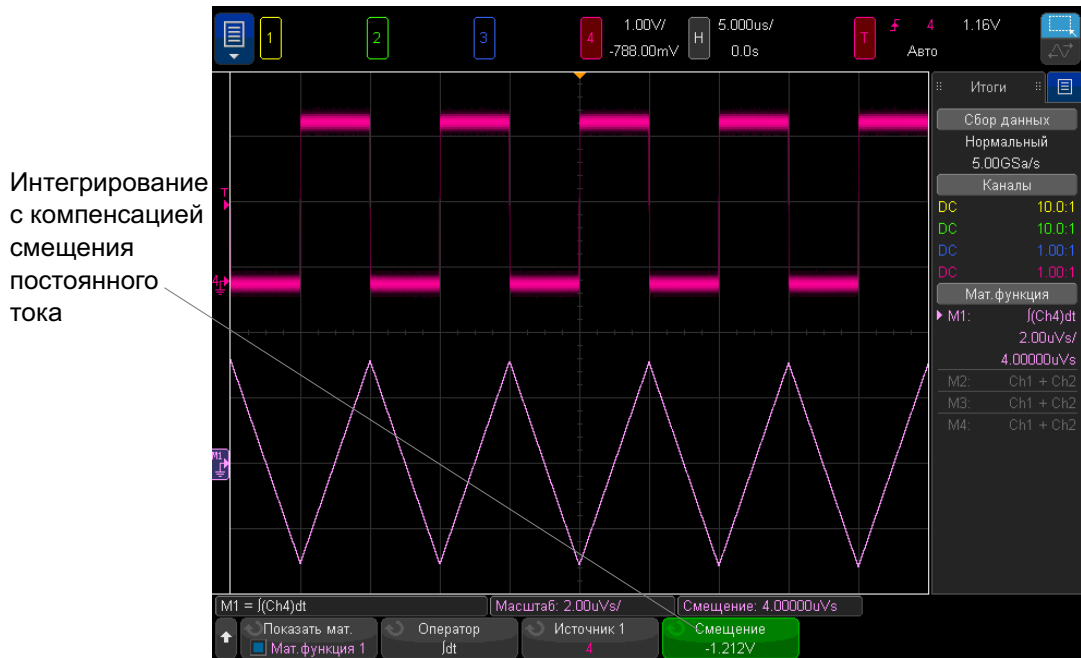 1
2
3
4
1.00V/
-788.00mV
H
5.000us/
0.0s
T
4
1.16V
Авто
Итоги
Сбор данных
Нормальный
5.00GSa/s
Каналы
DC 10.0:1
DC 10.0:1
DC 1.00:1
DC 1.00:1
Мат.функция
M1: ∫(Ch4)dt
2.00uVs/
4.00000uVs
M2: Ch1 + Ch2
M3: Ch1 + Ch2
M4: Ch1 + Ch2
Интегрирование
с компенсацией
смещения
постоянного
тока
T
4
M1
M1 = ∫(Ch4)dt
Масштаб: 2.00uVs/
Смещение: 4.00000uVs
Показать мат.
Мат.функция 1
Оператор
∫dt
Источник 1
4
Смещение
-1.212V